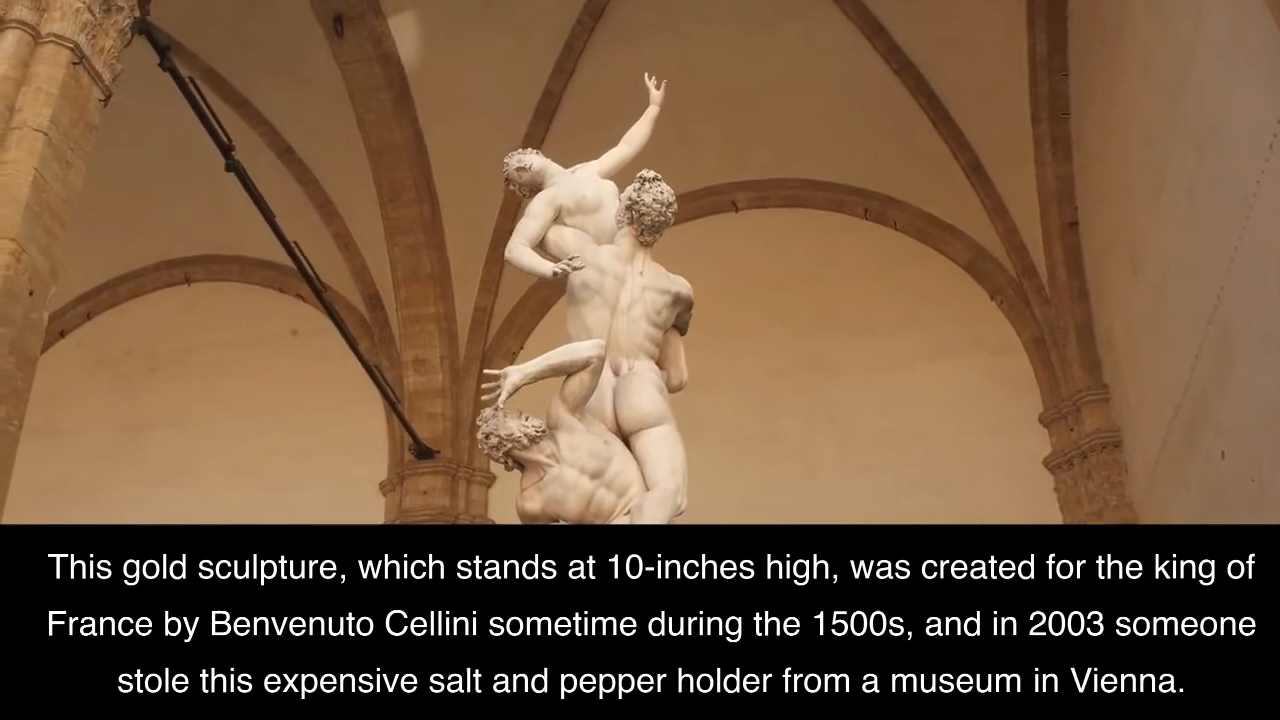 This gold sculpture, which stands at 10-inches high, was created for the king of
France by Benvenuto Cellini sometime during the 1500s, and in 2003 someone
stole this expensive salt and pepper holder from a museum in Vienna.